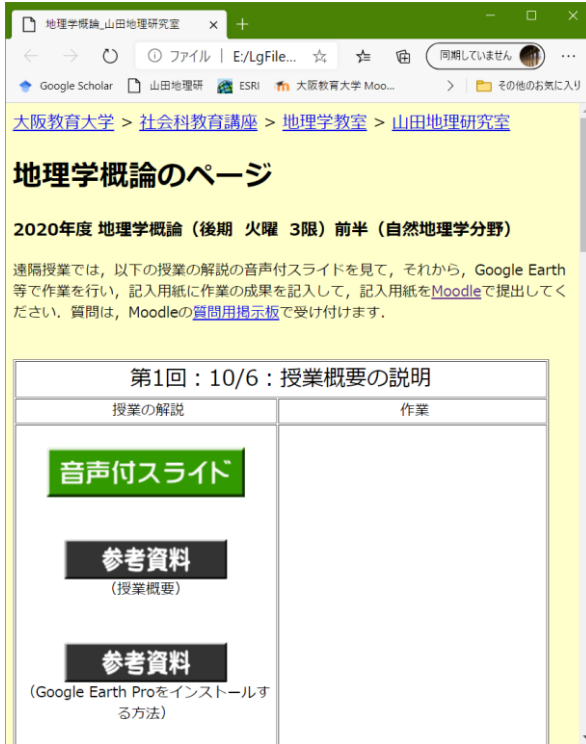 地理学概論_山田地理研究室
ファイル | E:/LgFile... 同期していません
Google Scholar 山田地理研 ESRI 大阪教育大学 Moo... その他のお気に入り
大阪教育大学 > 社会科教育講座 > 地理学教室 > 山田地理研究室
地理学概論のページ
2020年度 地理学概論（後期 火曜 3限）前半（自然地理学分野）
遠隔授業では，以下の授業の解説の音声付スライドを見て，それから，Google Earth
等で作業を行い，記入用紙に作業の成果を記入して，記入用紙をMoodleで提出してく
ださい．質問は，Moodleの質問用掲示板で受け付けます．
第1回：10/6：授業概要の説明
授業の解説 作業
音声付スライド
参考資料
（授業概要）
参考資料
（Google Earth Proをインストールす
る方法）